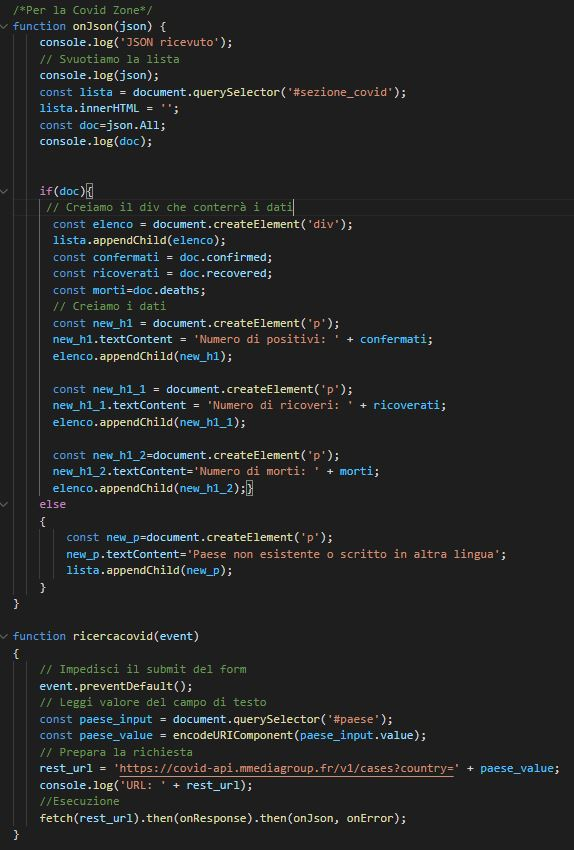 /*Per la Covid Zone*/
function onJson(json) {
    console.log('JSON ricevuto');
    // Svuotiamo la lista
    console.log(json);
    const lista = document.querySelector('#sezione_covid');
    lista.innerHTML = '';
    const doc=json.All;
    console.log(doc);
    if(doc){
     // Creiamo il div che conterrà i dati
      const elenco = document.createElement('div');
      lista.appendChild(elenco);
      const confermati = doc.confirmed;
      const ricoverati = doc.recovered;
      const morti=doc.deaths;
      // Creiamo i dati
      const new_h1 = document.createElement('p');
      new_h1.textContent = 'Numero di positivi: ' + confermati;
      elenco.appendChild(new_h1);
      const new_h1_1 = document.createElement('p');
      new_h1_1.textContent = 'Numero di ricoveri: ' + ricoverati;
      elenco.appendChild(new_h1_1);
      const new_h1_2=document.createElement('p');
      new_h1_2.textContent='Numero di morti: ' + morti;
      elenco.appendChild(new_h1_2);}
    else
    {
        const new_p=document.createElement('p');
        new_p.textContent='Paese non esistente o scritto in altra lingua';
        lista.appendChild(new_p);
    }
}
function ricercacovid(event)
{
    // Impedisci il submit del form
    event.preventDefault();
    // Leggi valore del campo di testo
    const paese_input = document.querySelector('#paese');
    const paese_value = encodeURIComponent(paese_input.value);
    // Prepara la richiesta
    rest_url = 'https://covid-api.mmediagroup.fr/v1/cases?country=' + paese_value;
    console.log('URL: ' + rest_url);
    //Esecuzione
    fetch(rest_url).then(onResponse).then(onJson, onError);
}